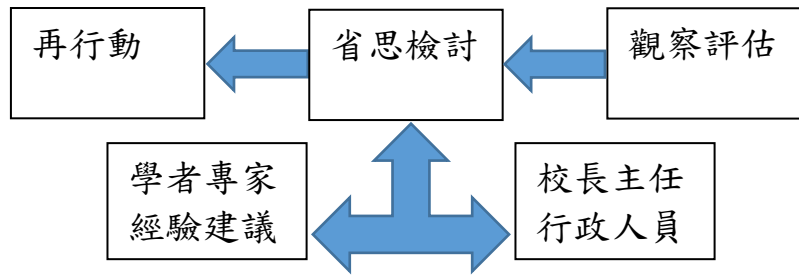 再行動
省思檢討
觀察評估
學者專家
經驗建議
校長主任
行政人員